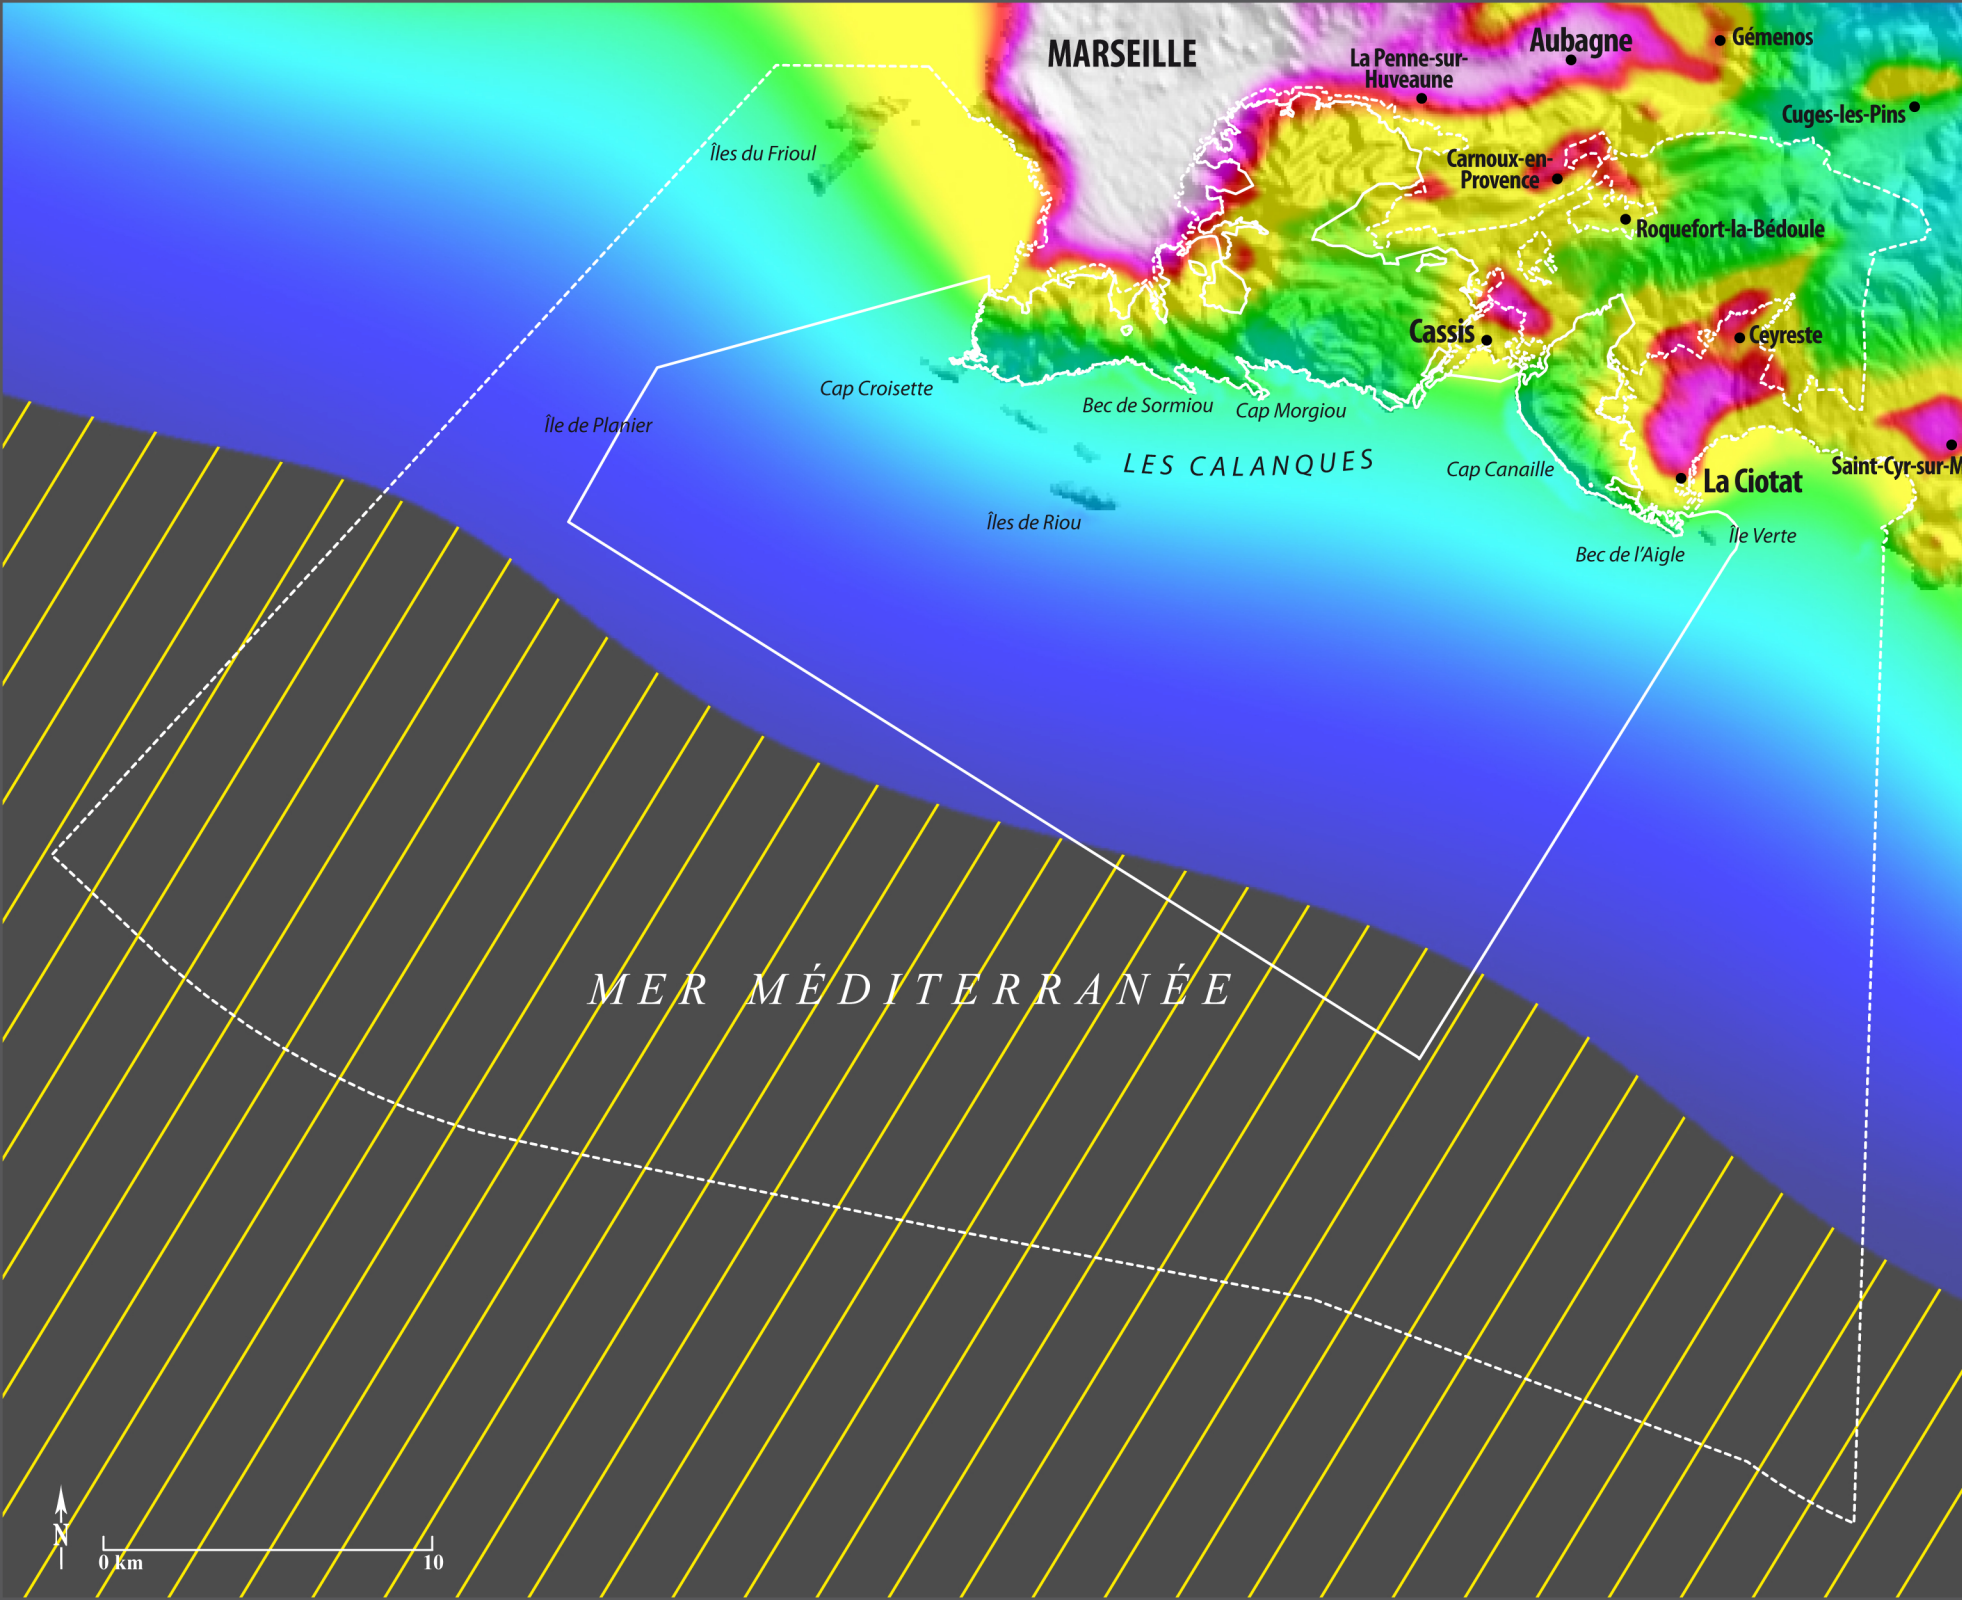 MARSEILLE
Aubagne
Gémenos
La Penne-sur-
Huveaune
Cuges-les-Pins
Îles du Frioul
Carnoux-en-
Provence
Roquefort-la-Bédoule
Cassis
Ceyreste
Cap Croisette
Bec de Sormiou
Cap Morgiou
Île de Planier
LES CALANQUES
Cap Canaille
Saint-Cyr-sur-M
La Ciotat
Îles de Riou
Île Verte
Bec de l'Aigle
MER MÉDITERRANÉE
N
0 km
10